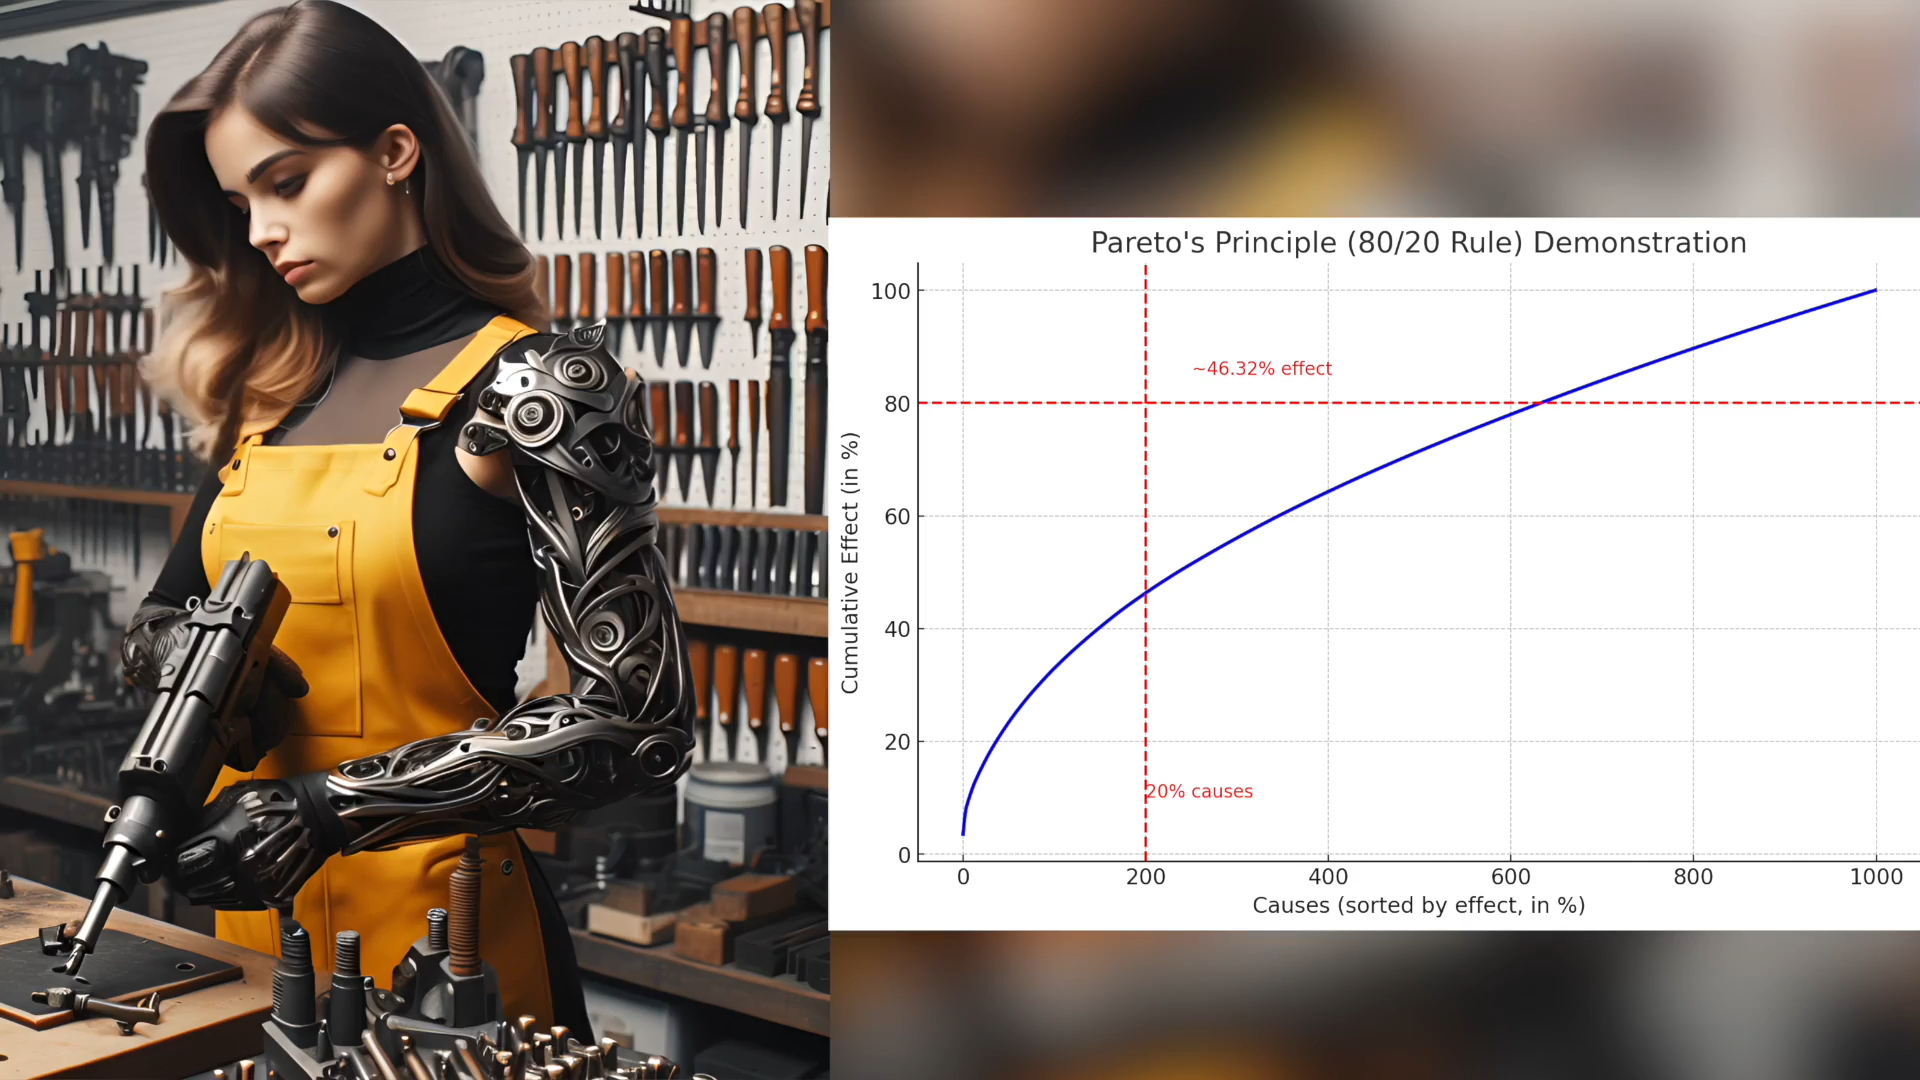 Pareto's Principle (80/20 Rule) Demonstration
100
80
60
40
20
0
Cumulative Effect (in %)
~46.32% effect
20% causes
0 200 400 600 800 1000
Causes (sorted by effect, in %)